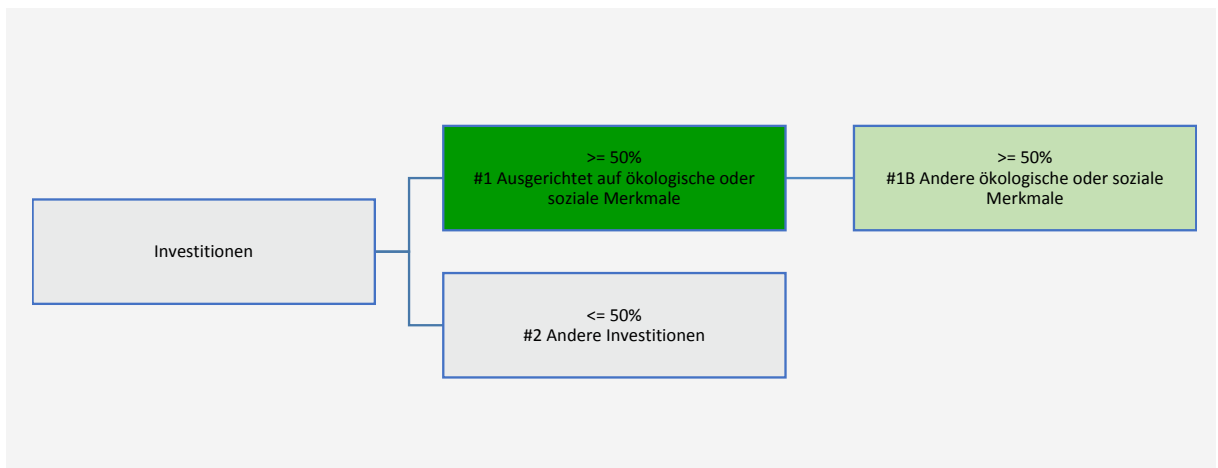 >= 50%
#1 Ausgerichtet auf ökologische oder
soziale Merkmale
>= 50%
#1B Andere ökologische oder soziale
Merkmale
Investitionen
<= 50%
#2 Andere Investitionen